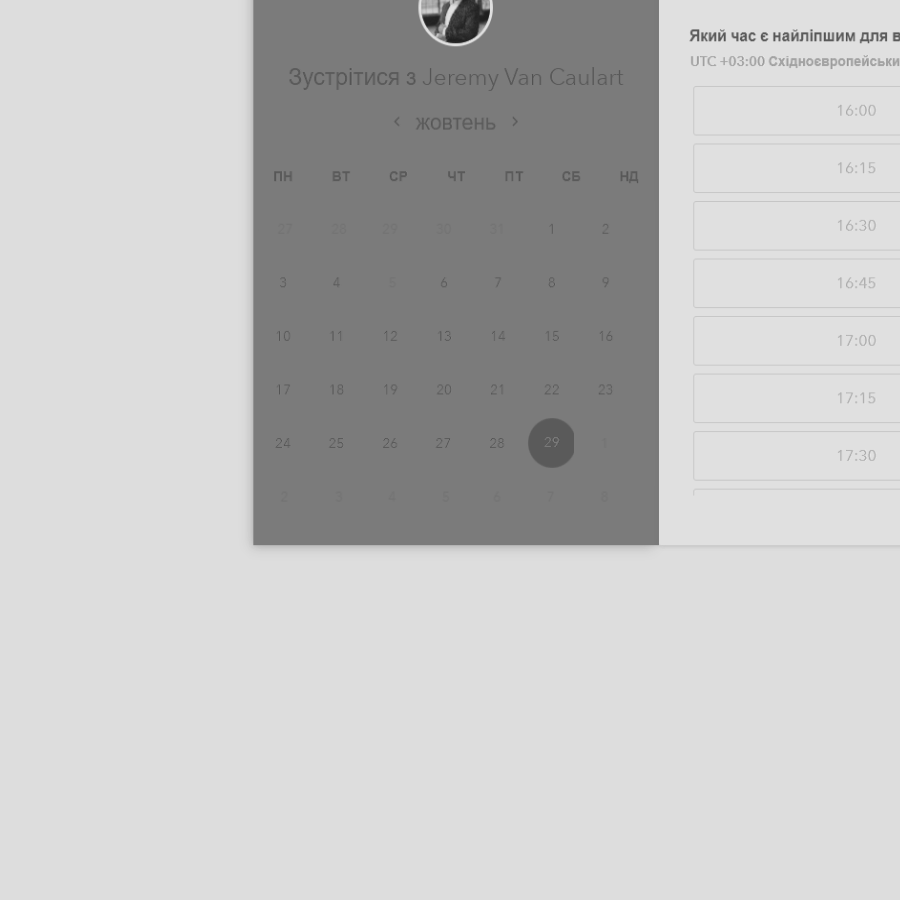 Зустрітися з Jeremy Van Caulart
‹ жовтень ›
ПН ВТ СР ЧТ ПТ СБ НД
27 28 29 30 31 1 2
3 4 5 6 7 8 9
10 11 12 13 14 15 16
17 18 19 20 21 22 23
24 25 26 27 28 29 1
2 3 4 5 6 7 8
Який час є найліпшим для в
UTC +03:00 Східноєвропейськи
16:00
16:15
16:30
16:45
17:00
17:15
17:30